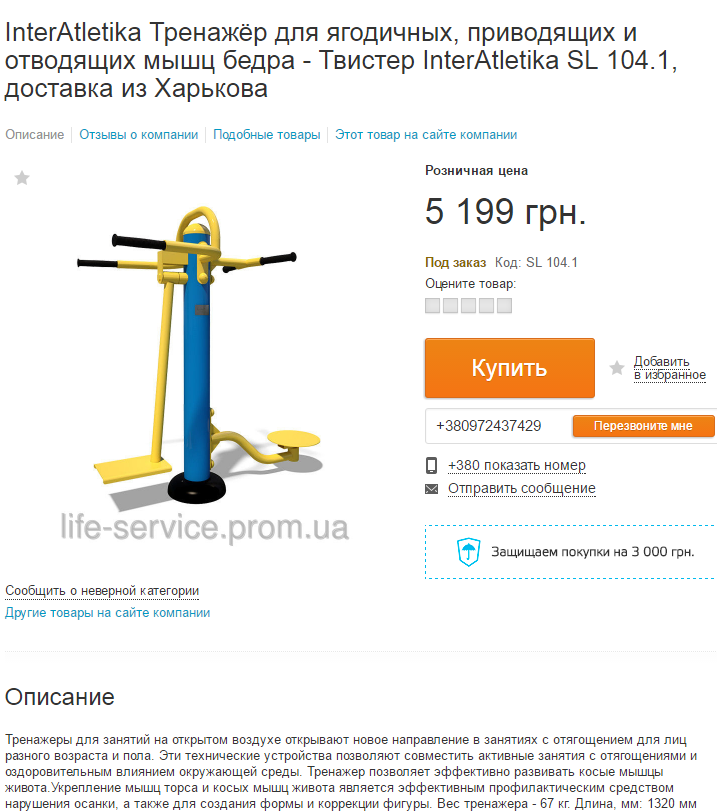 InterAtletika Тренажёр для ягодичных, приводящих и
отводящих мышц бедра - Твистер InterAtletika SL 104.1,
доставка из Харькова
Описание Отзывы о компании Подобные товары Этот товар на сайте компании
Розничная цена
5 199 грн.
Под заказ Код: SL 104.1
Оцените товар:
Купить
Добавить
в избранное
+380972437429 Перезвоните мне
+380 показать номер
Отправить сообщение
life-service.prom.ua
Защищаем покупки на 3 000 грн.
Сообщить о неверной категории
Другие товары на сайте компании
Описание
Тренажеры для занятий на открытом воздухе открывают новое направление в занятиях с отягощением для лиц
разного возраста и пола. Эти технические устройства позволяют совместить активные занятия с отягощениями и
оздоровительным влиянием окружающей среды. Тренажер позволяет эффективно развивать косые мышцы
живота.Укрепление мышц торса и косых мышц живота является эффективным профилактическим средством
нарушения осанки, а также для создания формы и коррекции фигуры. Вес тренажера - 67 кг. Длина, мм: 1320 мм